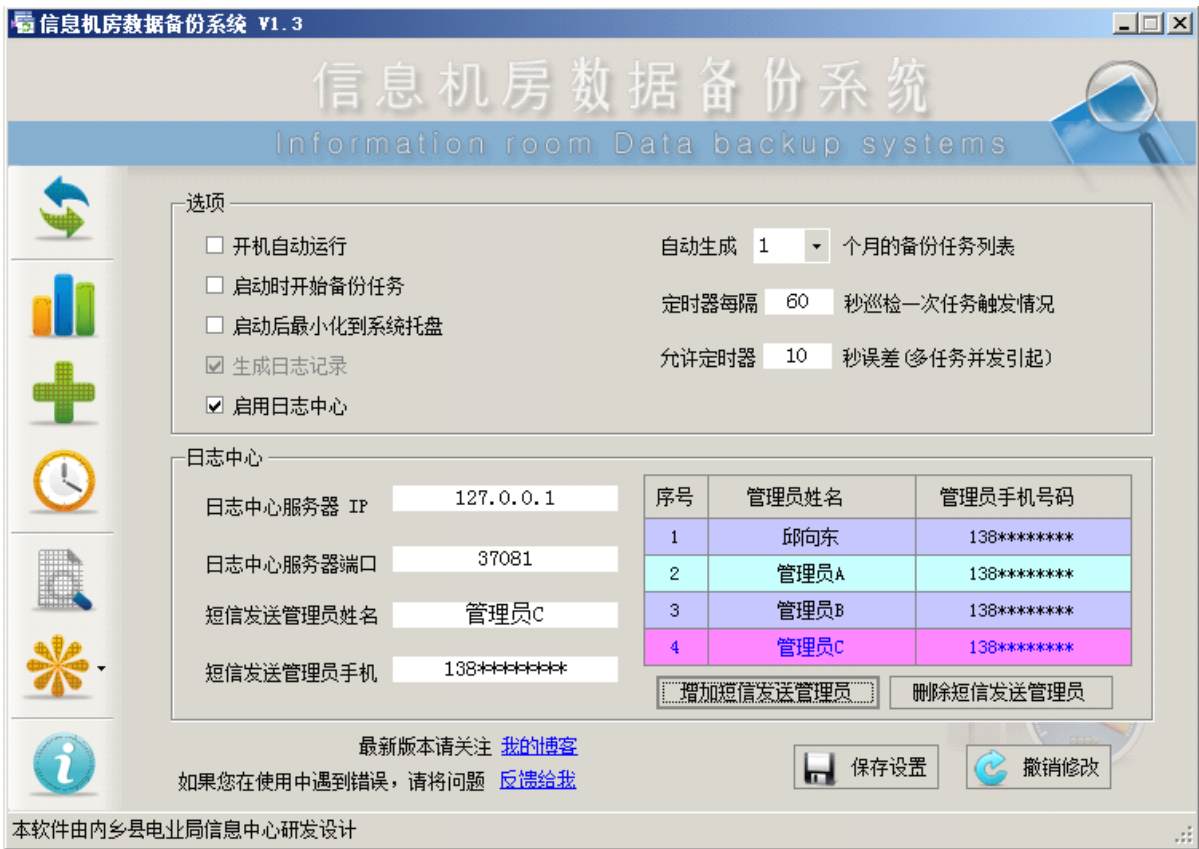 信息机房数据备份系统 V1.3
信息机房数据备份系统
Information room Data backup systems
选项
开机自动运行
启动时开始备份任务
启动后最小化到系统托盘
生成日志记录
启用日志中心
自动生成 1 个月的备份任务列表
定时器每隔 60 秒巡检一次任务触发情况
允许定时器 10 秒误差(多任务并发引起)
日志中心
日志中心服务器 IP 127.0.0.1
日志中心服务器端口 37081
短信发送管理员姓名 管理员C
短信发送管理员手机 138********
序号 管理员姓名 管理员手机号码
1 邱向东 138********
2 管理员A 138********
3 管理员B 138********
4 管理员C 138********
增加短信发送管理员 删除短信发送管理员
最新版本请关注 我的博客
如果您在使用中遇到错误，请将问题 反馈给我
保存设置 撤销修改
本软件由内乡县电业局信息中心研发设计